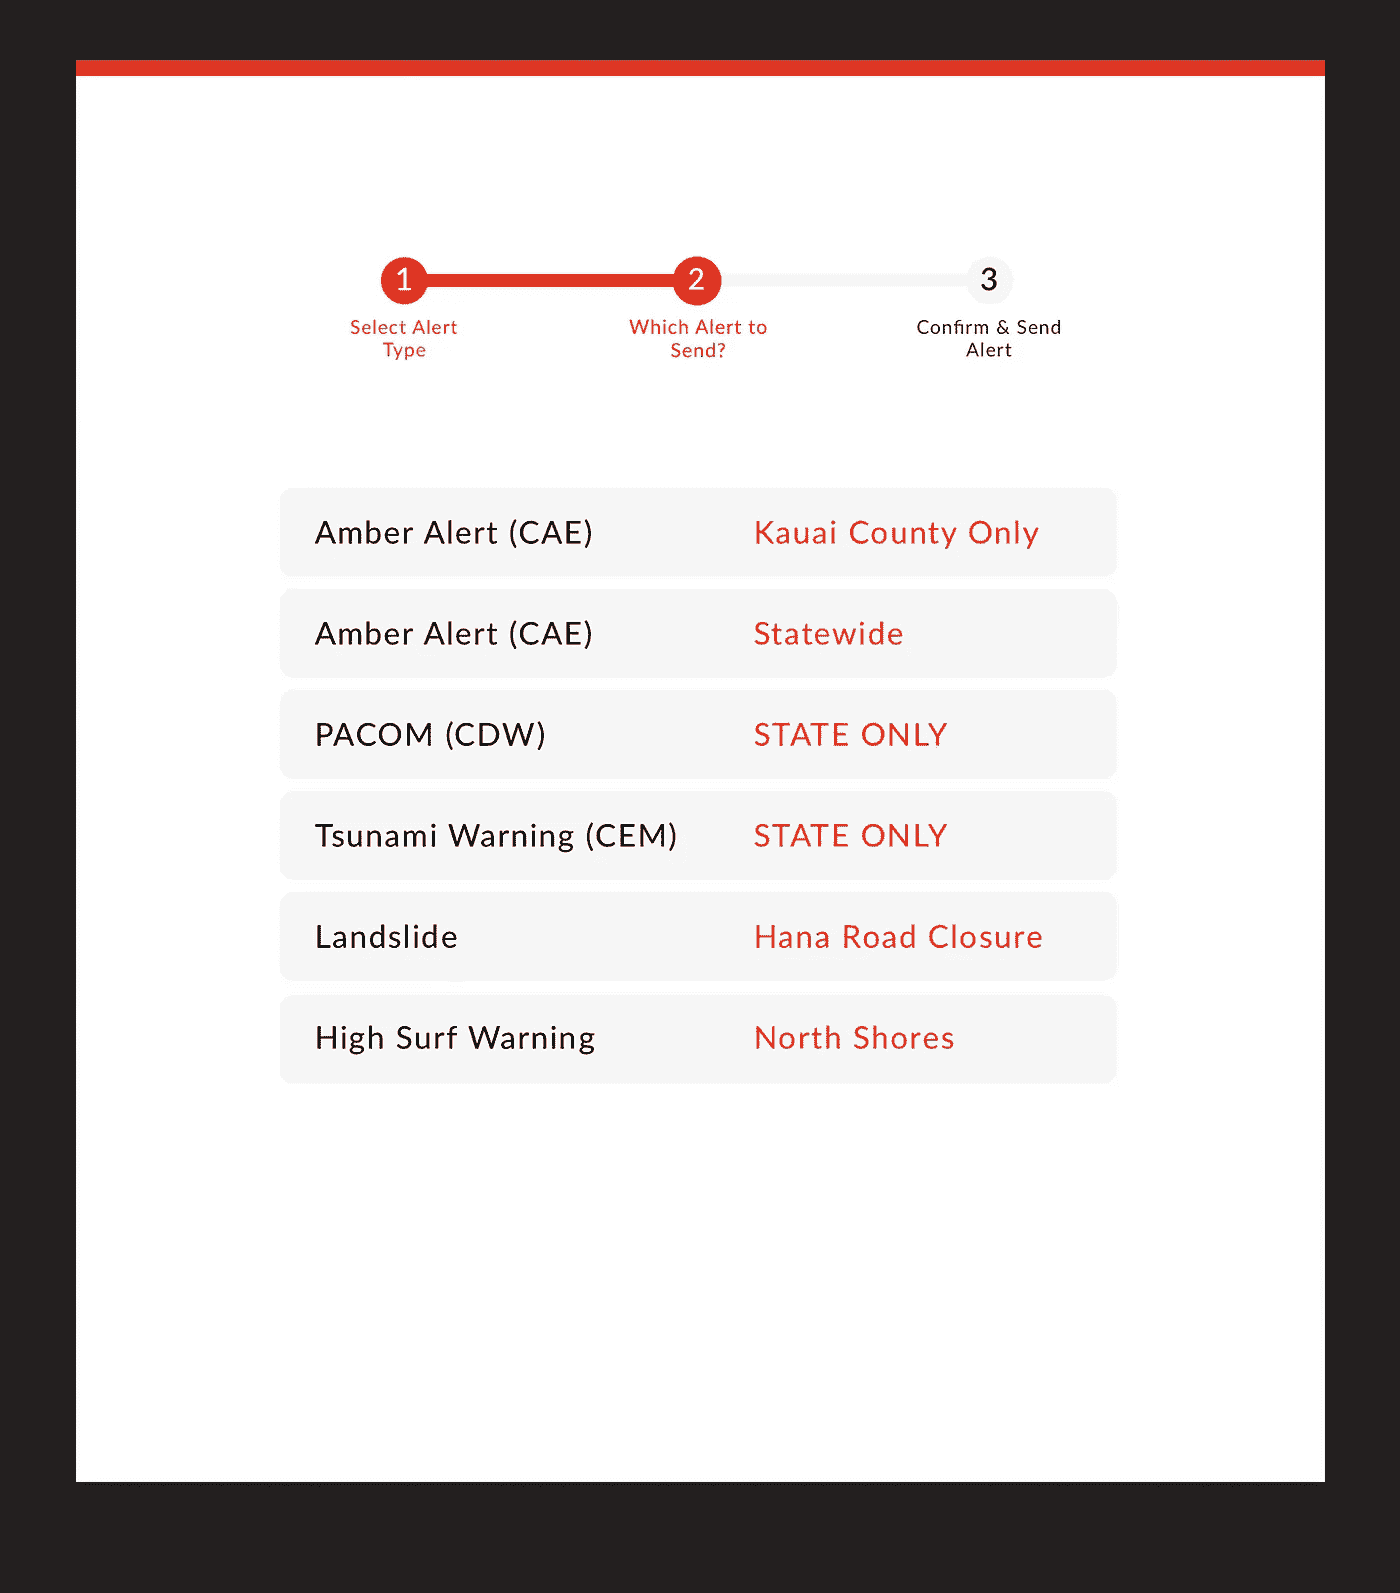 1
2
3
Select Alert
Type
Which Alert to
Send?
Confirm & Send
Alert
Amber Alert (CAE) Kauai County Only
Amber Alert (CAE) Statewide
PACOM (CDW) STATE ONLY
Tsunami Warning (CEM) STATE ONLY
Landslide Hana Road Closure
High Surf Warning North Shores